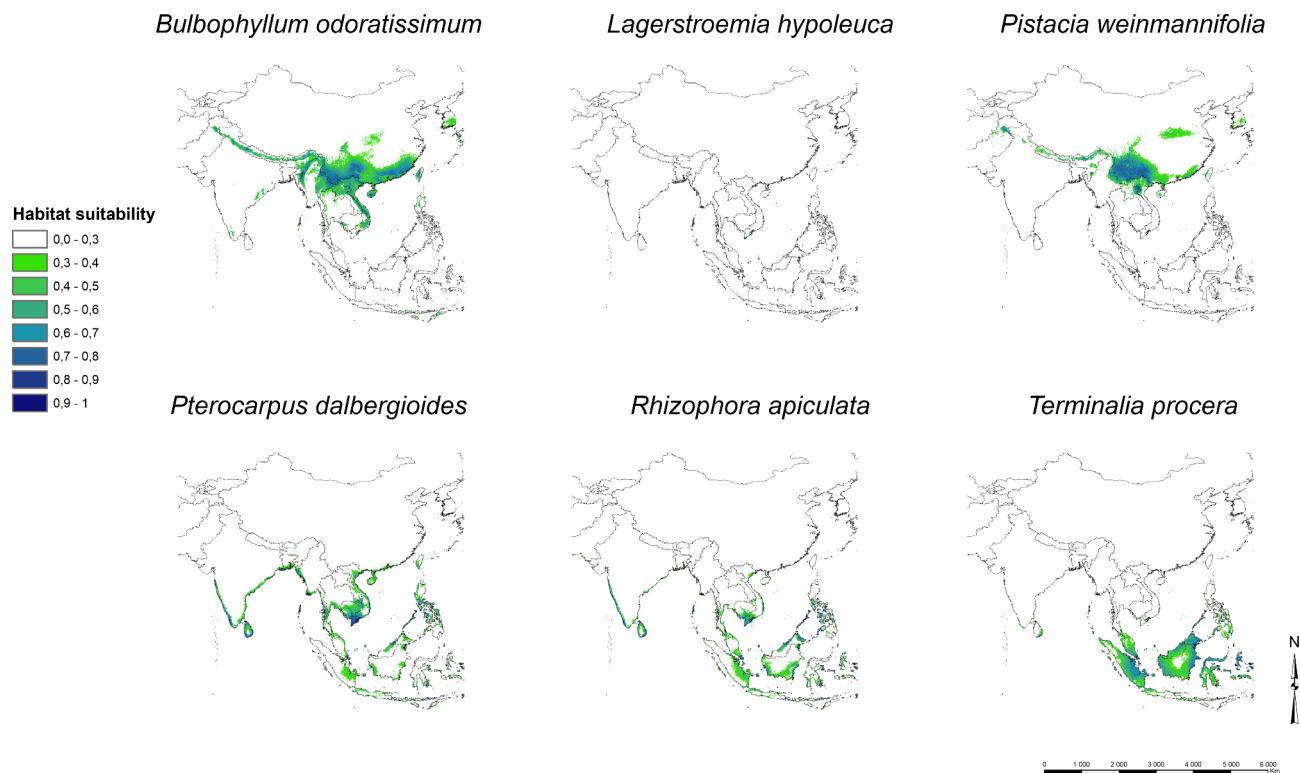 Bulbophyllum odoratissimum
Lagerstroemia hypoleuca
Pistacia weinmannifolia
Habitat suitability
0,0 - 0,3
0,3 - 0,4
0,4 - 0,5
0,5 - 0,6
0,6 - 0,7
0,7 - 0,8
0,8 - 0,9
0,9 - 1
Pterocarpus dalbergioides
Rhizophora apiculata
Terminalia procera
N
0 1 000 2 000 3 000 4 000 5 000 6 000
Km